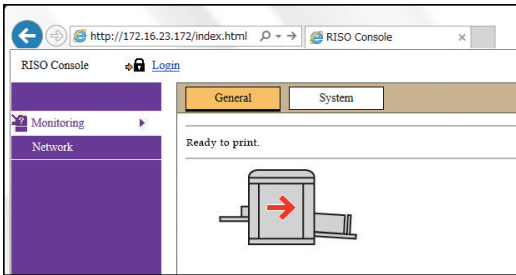 http://172.16.23.172/index.html RISO Console
RISO Console Login
General System
Monitoring
Network
Ready to print.